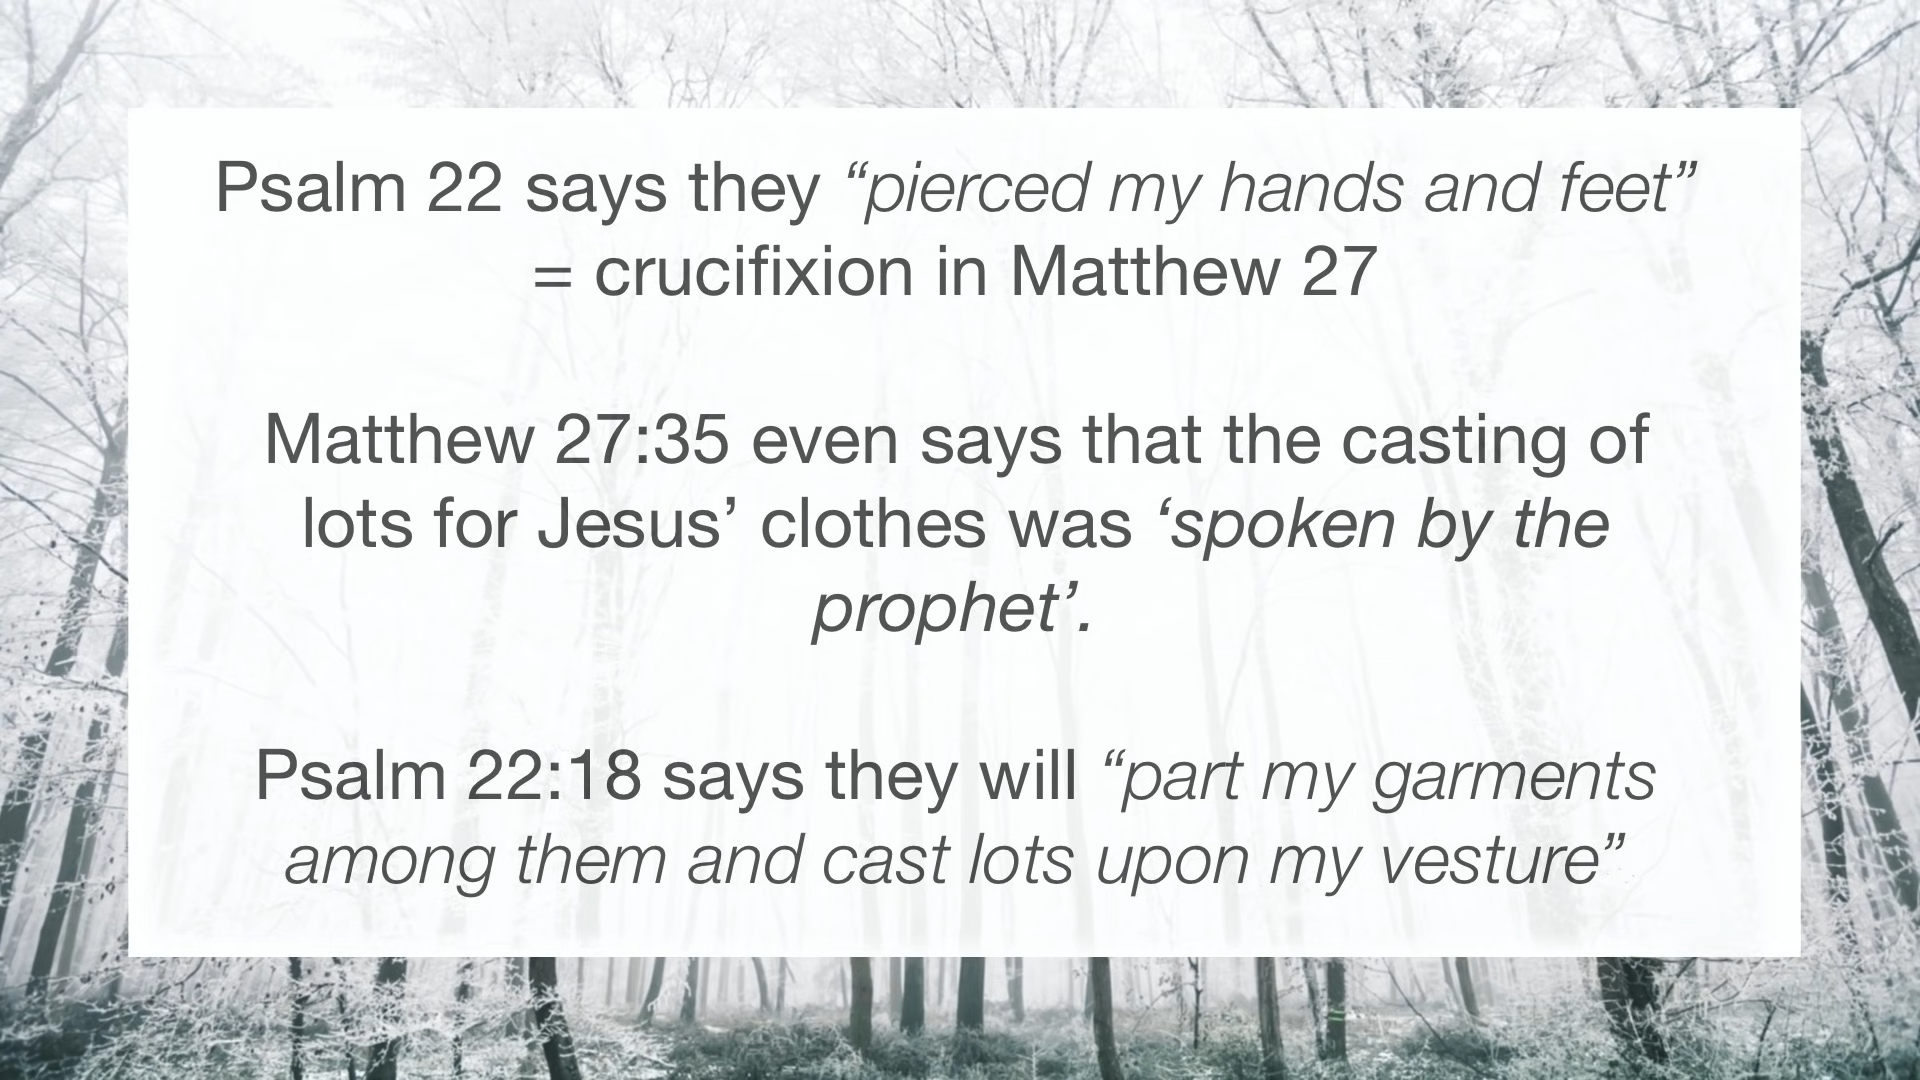 Psalm 22 says they “pierced my hands and feet”
= crucifixion in Matthew 27
Matthew 27:35 even says that the casting of
lots for Jesus’ clothes was ‘spoken by the
prophet’.
Psalm 22:18 says they will “part my garments
among them and cast lots upon my vesture”